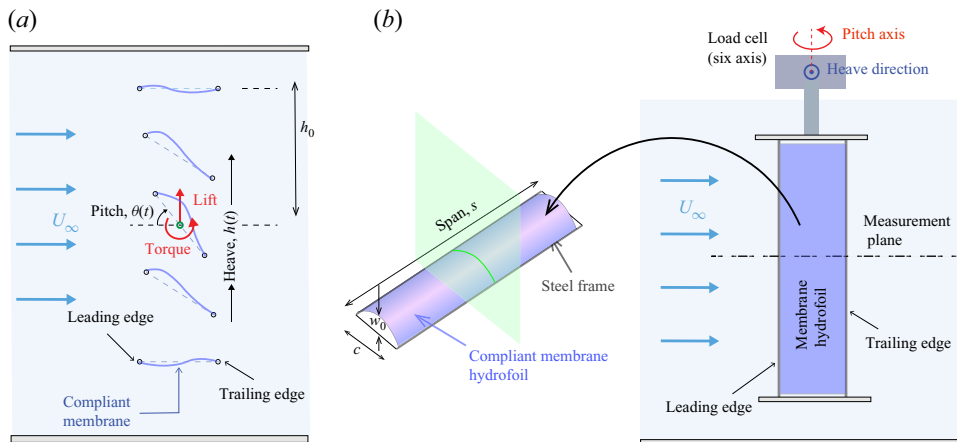 (a)
h0
Lift
Pitch, θ(t)
U∞
Torque
Heave, h(t)
Leading edge
Compliant
membrane
Trailing edge
(b)
Span, s
Steel frame
w0
c
Compliant membrane
hydrofoil
Load cell
(six axis)
Pitch axis
Heave direction
U∞
Measurement
plane
Membrane
hydrofoil
Trailing edge
Leading edge